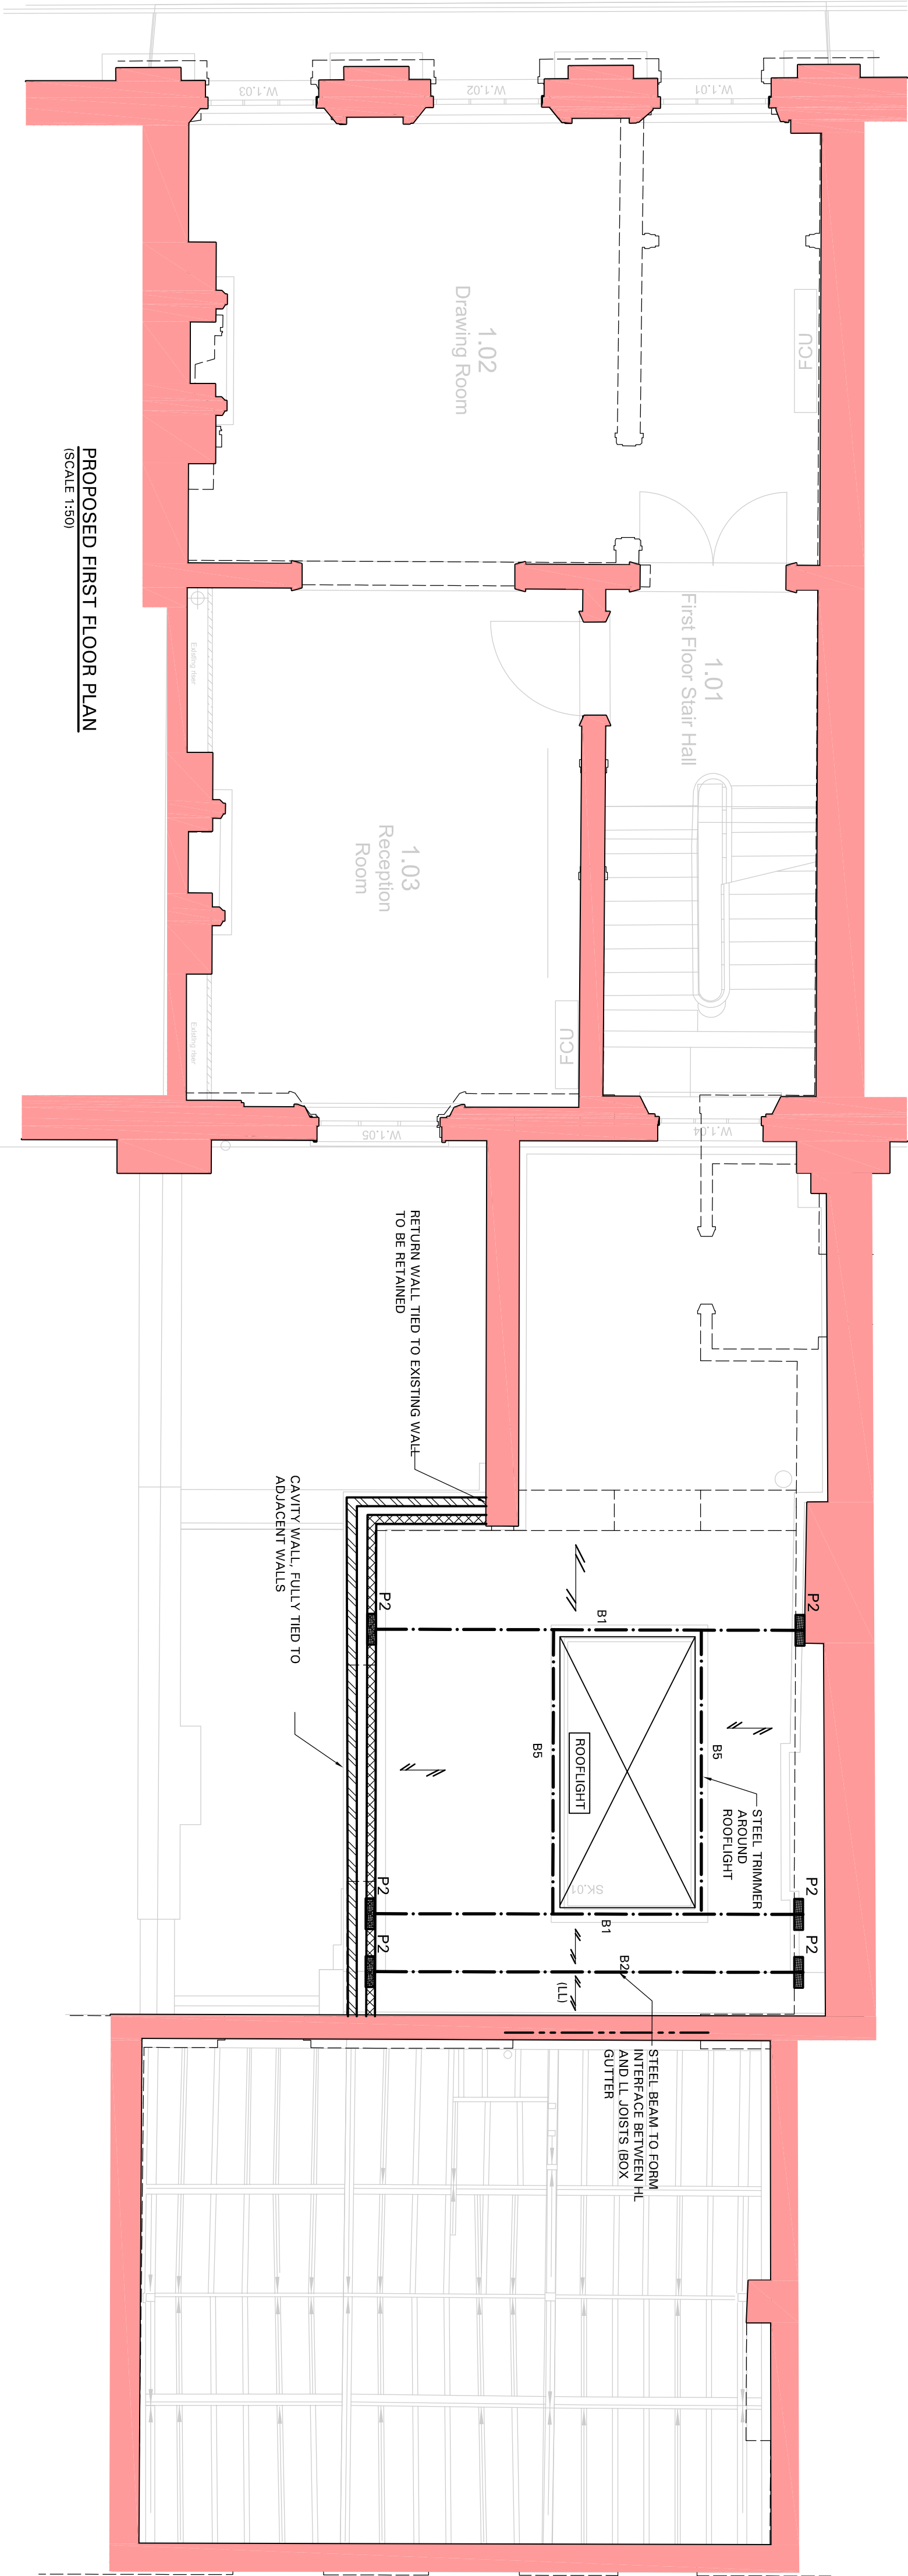 W.1.03
W.1.02
W.1.01
1.02
Drawing Room
FCU
PROPOSED FIRST FLOOR PLAN
(SCALE 1:50)
1.01
First Floor Stair Hall
Existing riser
1.03
Reception
Room
FCU
Existing riser
W.1.05
W.1.04
RETURN WALL TIED TO EXISTING WALL
TO BE RETAINED
CAVITY WALL, FULLY TIED TO
ADJACENT WALLS
P2
P2
B1
B5
B5
ROOFLIGHT
STEEL TRIMMER
AROUND
ROOFLIGHT
SK.01
P2
P2
B1
P2
P2
B2
(LL)
STEEL BEAM TO FORM
INTERFACE BETWEEN HL
AND LL JOISTS (BOX
GUTTER